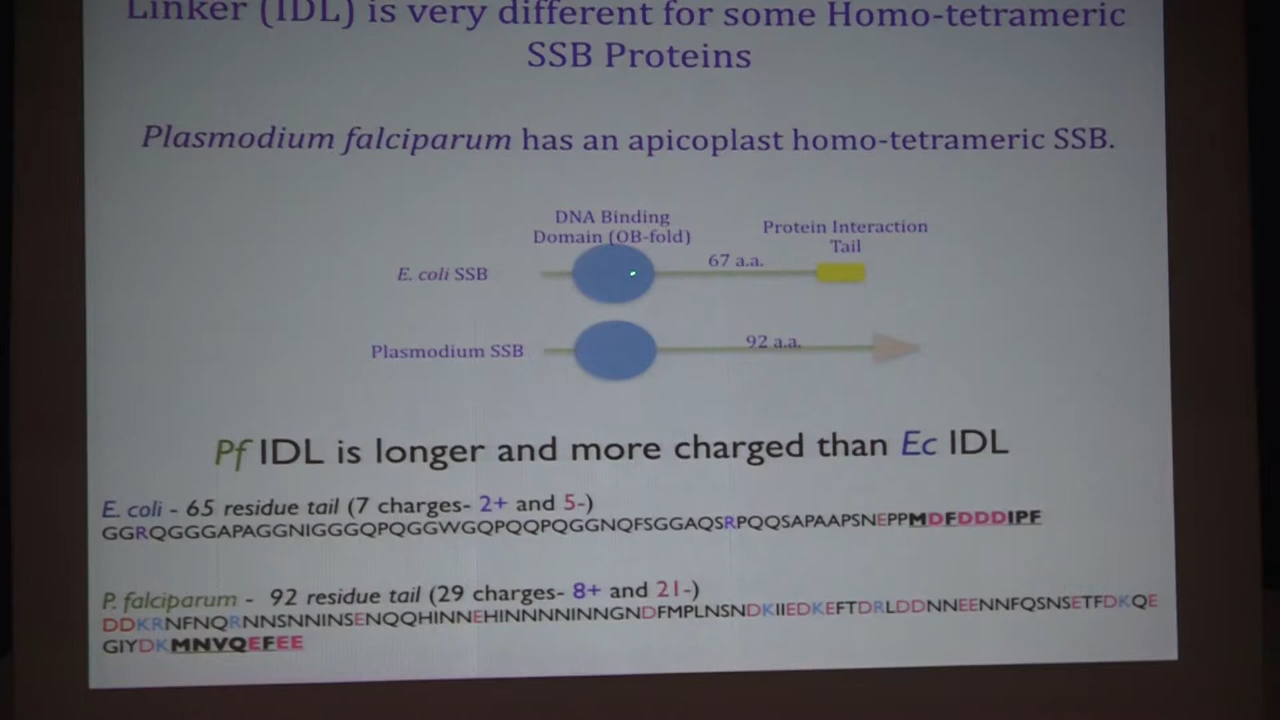 Linker (IDL) is very different for some Homo-tetrameric
SSB Proteins
Plasmodium falciparum has an apicoplast homo-tetrameric SSB.
DNA Binding
Domain (OB-fold)
Protein Interaction
Tail
E. coli SSB
67 a.a.
Plasmodium SSB
92 a.a.
Pf IDL is longer and more charged than Ec IDL
E. coli - 65 residue tail (7 charges- 2+ and 5-)
GGRQGGGAPAGGNIGGGQPQGGWGQPQQPQGGNQFSGGAQSRPQQSAPAAPSNEPPMDFDDDIPF
P. falciparum - 92 residue tail (29 charges- 8+ and 21-)
DDKRNFNQRNNSNNINSENQQHINNEHINNNNINNGNDFMPLNSNDKIIEDKEFTDRLDDNNEENNFQSNSETFDKQE
GIYDKMNVQEFEE